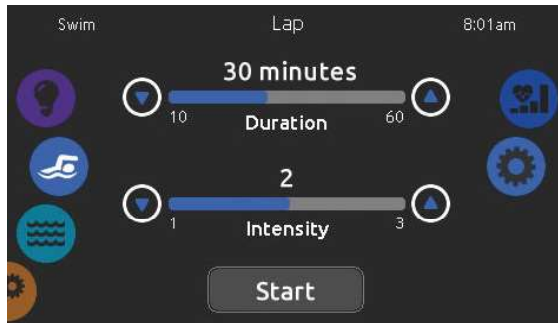 Swim Lap 8:01am
30 minutes
10 Duration 60
2
1 Intensity 3
Start